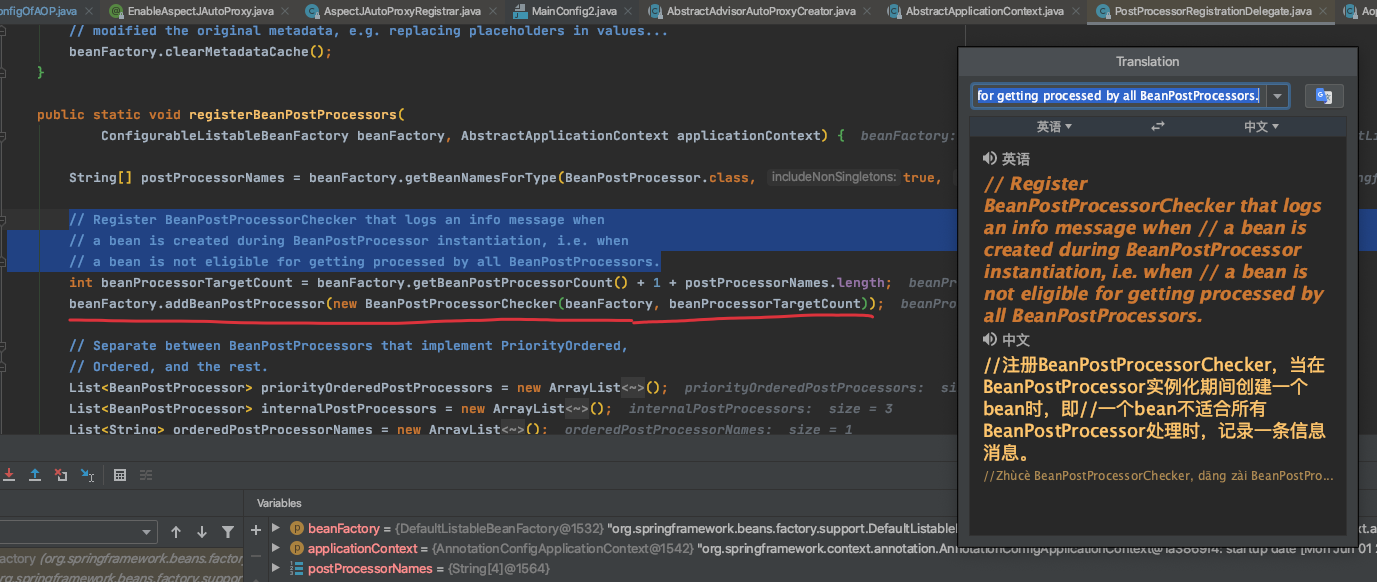 onfigOfAOP.java EnableAspectJAutoProxy.java AspectJAutoProxyRegistrar.java MainConfig2.java AbstractAdvisorAutoProxyCreator.java AbstractApplicationContext.java PostProcessorRegistrationDelegate.java Aop
// modified the original metadata, e.g. replacing placeholders in values...
beanFactory.clearMetadataCache();
}
public static void registerBeanPostProcessors(
ConfigurableListableBeanFactory beanFactory, AbstractApplicationContext applicationContext) { beanFactory:
String[] postProcessorNames = beanFactory.getBeanNamesForType(BeanPostProcessor.class, includeNonSingletons: true,
// Register BeanPostProcessorChecker that logs an info message when
// a bean is created during BeanPostProcessor instantiation, i.e. when
// a bean is not eligible for getting processed by all BeanPostProcessors.
int beanProcessorTargetCount = beanFactory.getBeanPostProcessorCount() + 1 + postProcessorNames.length; beanP
beanFactory.addBeanPostProcessor(new BeanPostProcessorChecker(beanFactory, beanProcessorTargetCount)); beanPro
// Separate between BeanPostProcessors that implement PriorityOrdered,
// Ordered, and the rest.
List<BeanPostProcessor> priorityOrderedPostProcessors = new ArrayList<~>(); priorityOrderedPostProcessors: si
List<BeanPostProcessor> internalPostProcessors = new ArrayList<~>(); internalPostProcessors: size = 3
List<String> orderedPostProcessorNames = new ArrayList<~>(); orderedPostProcessorNames: size = 1
Translation
for getting processed by all BeanPostProcessors.
英语 中文
英语
// Register
BeanPostProcessorChecker that logs
an info message when // a bean is
created during BeanPostProcessor
instantiation, i.e. when // a bean is
not eligible for getting processed by
all BeanPostProcessors.
中文
//注册BeanPostProcessorChecker，当在
BeanPostProcessor实例化期间创建一个
bean时，即//一个bean不适合所有
BeanPostProcessor处理时，记录一条信息
消息。
//Zhùcè BeanPostProcessorChecker, dāng zài BeanPostPro...
Variables
beanFactory = {DefaultListableBeanFactory@1532} "org.springframework.beans.factory.support.DefaultListabl
applicationContext = {AnnotationConfigApplicationContext@1542} "org.springframework.context.annotation.AnnotationConfigApplicationContext@1a3869f4: startup date [Mon Jun 01 2
postProcessorNames = {String[4]@1564}
actory (org.springframework.beans.factor
rg.springframework.beans.factory.support